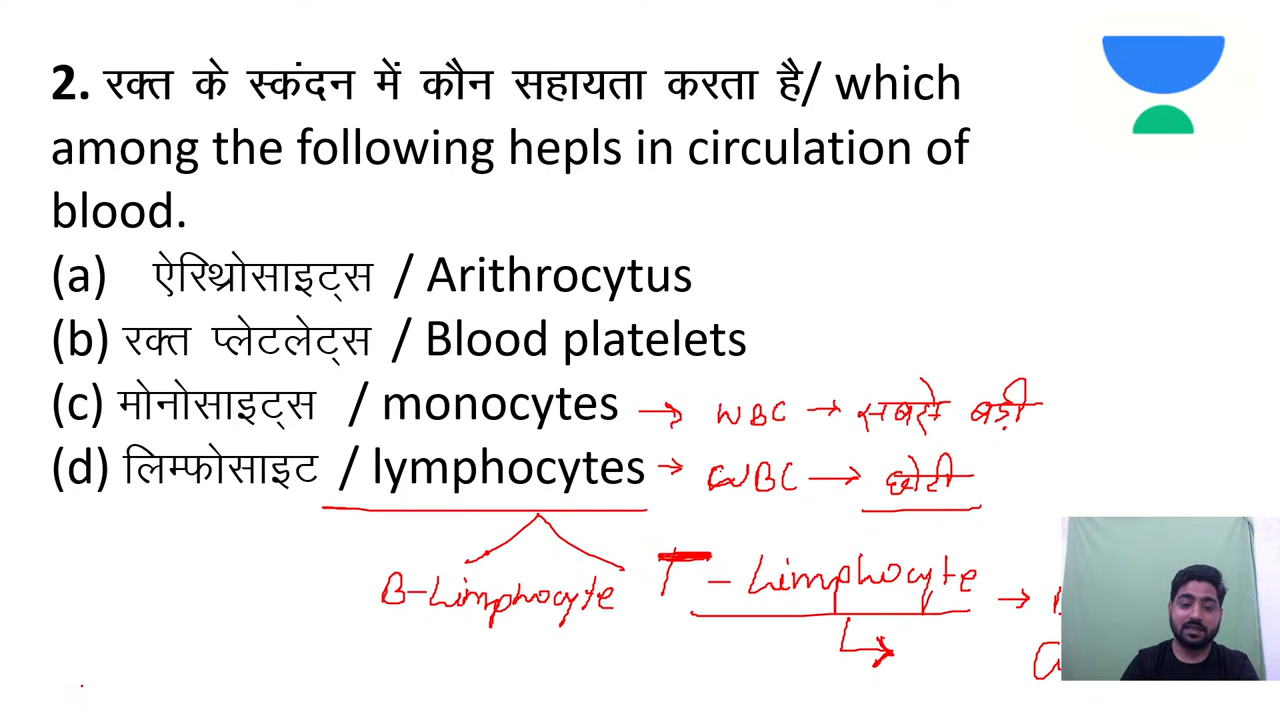 2. रक्त के स्कंदन में कौन सहायता करता है/ which
among the following hepls in circulation of
blood.
(a) ऐरिथ्रोसाइट्स / Arithrocytus
(b) रक्त प्लेटलेट्स / Blood platelets
(c) मोनोसाइट्स / monocytes → WBC → सबसे बड़ी
(d) लिम्फोसाइट / lymphocytes → WBC → छोटी
B-Limphocyte T-Limphocyte →